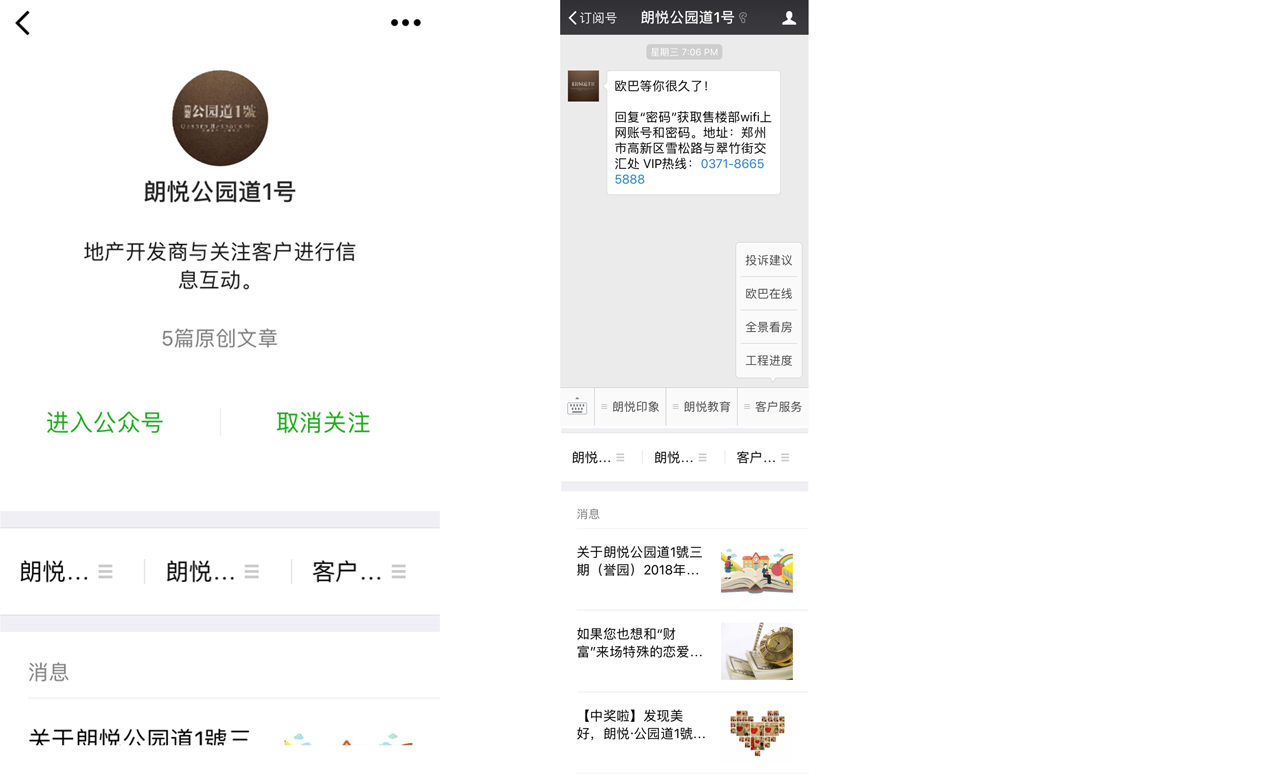 公园道1號
朗悦公园道1号
地产开发商与关注客户进行信
息互动。
5篇原创文章
进入公众号
取消关注
朗悦...
朗悦...
客户...
消息
关于朗悦公园道1號三
订阅号
朗悦公园道1号
星期三 7:06 PM
欧巴等你很久了！
回复“密码”获取售楼部wifi上
网账号和密码。地址：郑州
市高新区雪松路与翠竹街交
汇处 VIP热线：0371-8665
5888
投诉建议
欧巴在线
全景看房
工程进度
朗悦印象
朗悦教育
客户服务
朗悦...
朗悦...
客户...
消息
关于朗悦公园道1號三
期（誉园）2018年...
如果您也想和“财
富”来场特殊的恋爱...
【中奖啦】发现美
好，朗悦·公园道1號...